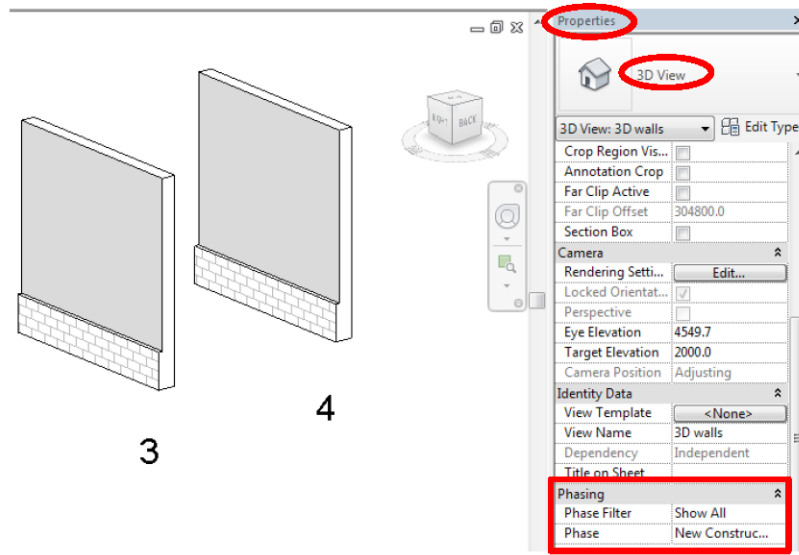 Properties
3D View
3D View: 3D walls
Edit Type
Crop Region Vis...
Annotation Crop
Far Clip Active
Far Clip Offset 304800.0
Section Box
Camera
Rendering Setti... Edit...
Locked Orientat...
Perspective
Eye Elevation 4549.7
Target Elevation 2000.0
Camera Position Adjusting
Identity Data
View Template <None>
View Name 3D walls
Dependency Independent
Title on Sheet
Phasing
Phase Filter Show All
Phase New Construc...
BACK
4
3